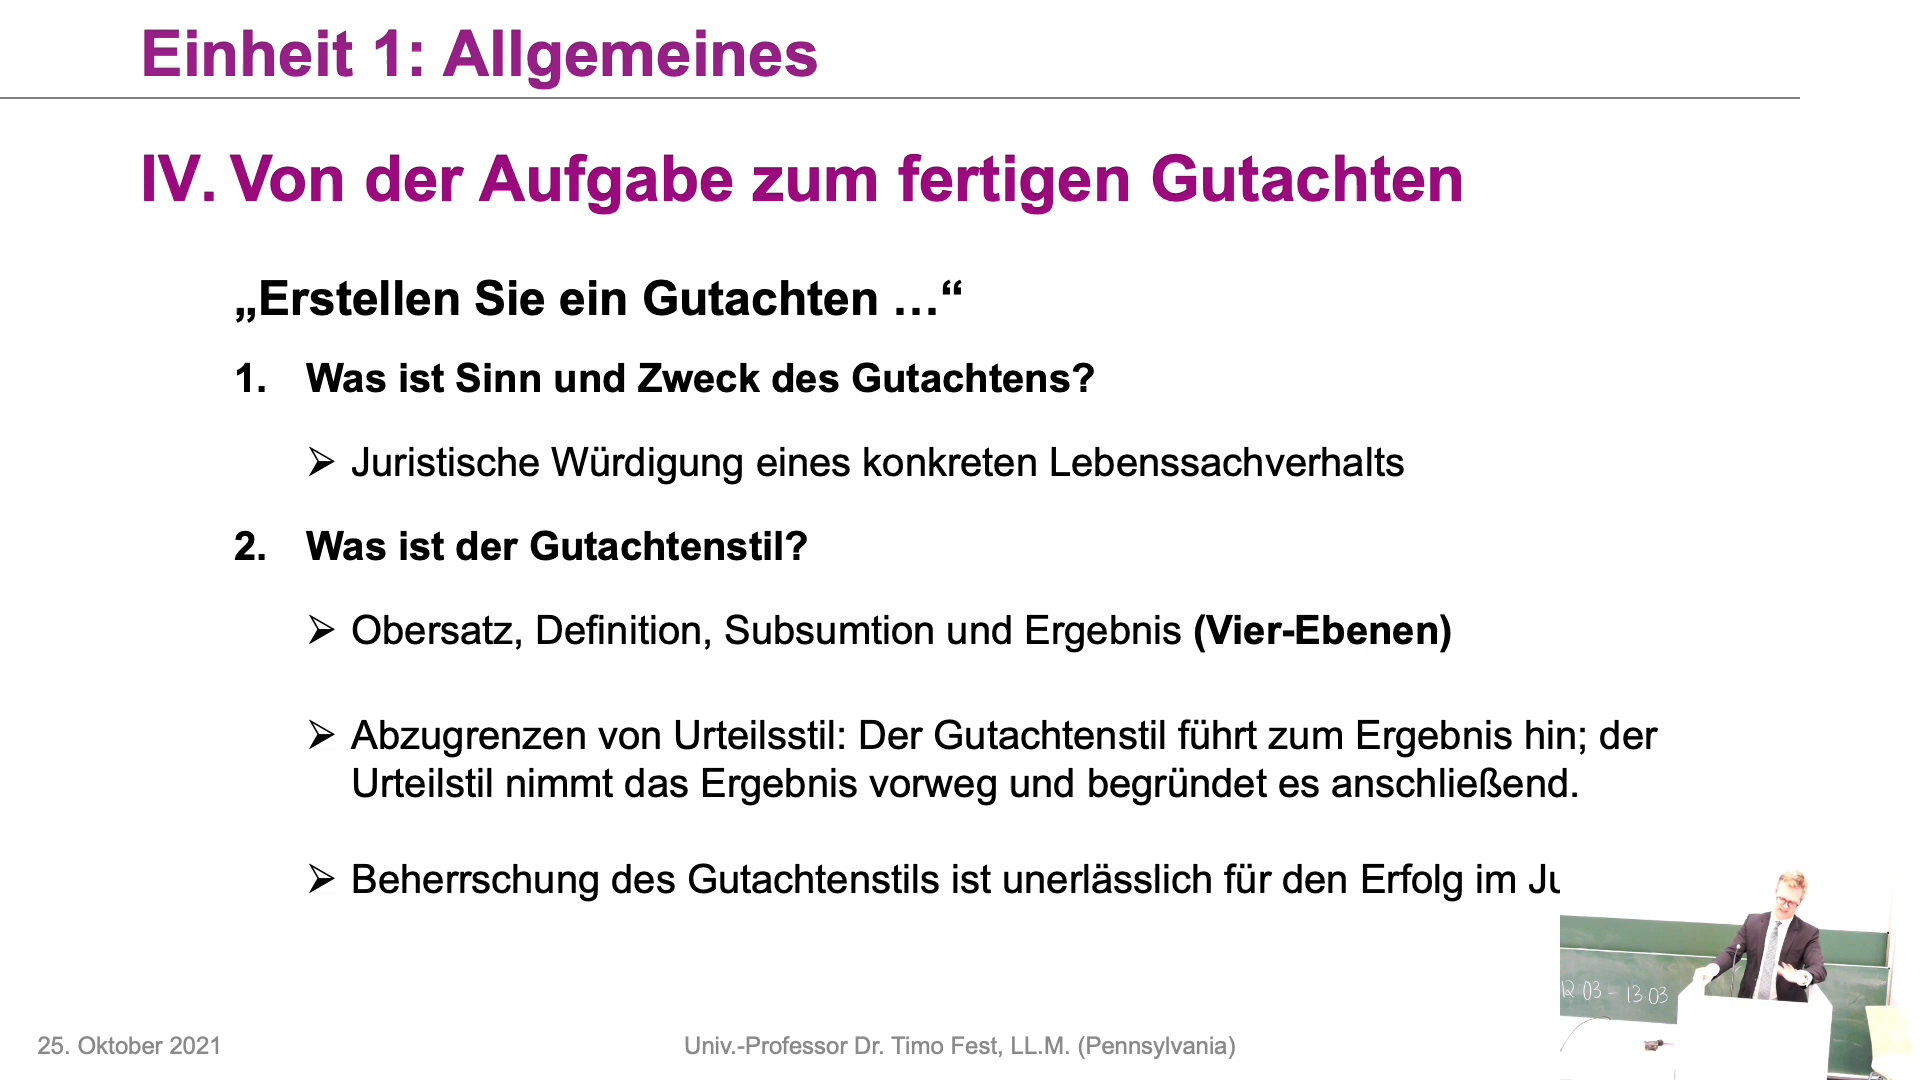 Einheit 1: Allgemeines
IV. Von der Aufgabe zum fertigen Gutachten
„Erstellen Sie ein Gutachten …“
1. Was ist Sinn und Zweck des Gutachtens?
➢ Juristische Würdigung eines konkreten Lebenssachverhalts
2. Was ist der Gutachtenstil?
➢ Obersatz, Definition, Subsumtion und Ergebnis (Vier-Ebenen)
➢ Abzugrenzen von Urteilsstil: Der Gutachtenstil führt zum Ergebnis hin; der
Urteilstil nimmt das Ergebnis vorweg und begründet es anschließend.
➢ Beherrschung des Gutachtenstils ist unerlässlich für den Erfolg im
12:03 – 13:03
25. Oktober 2021
Univ.-Professor Dr. Timo Fest, LL.M. (Pennsylvania)